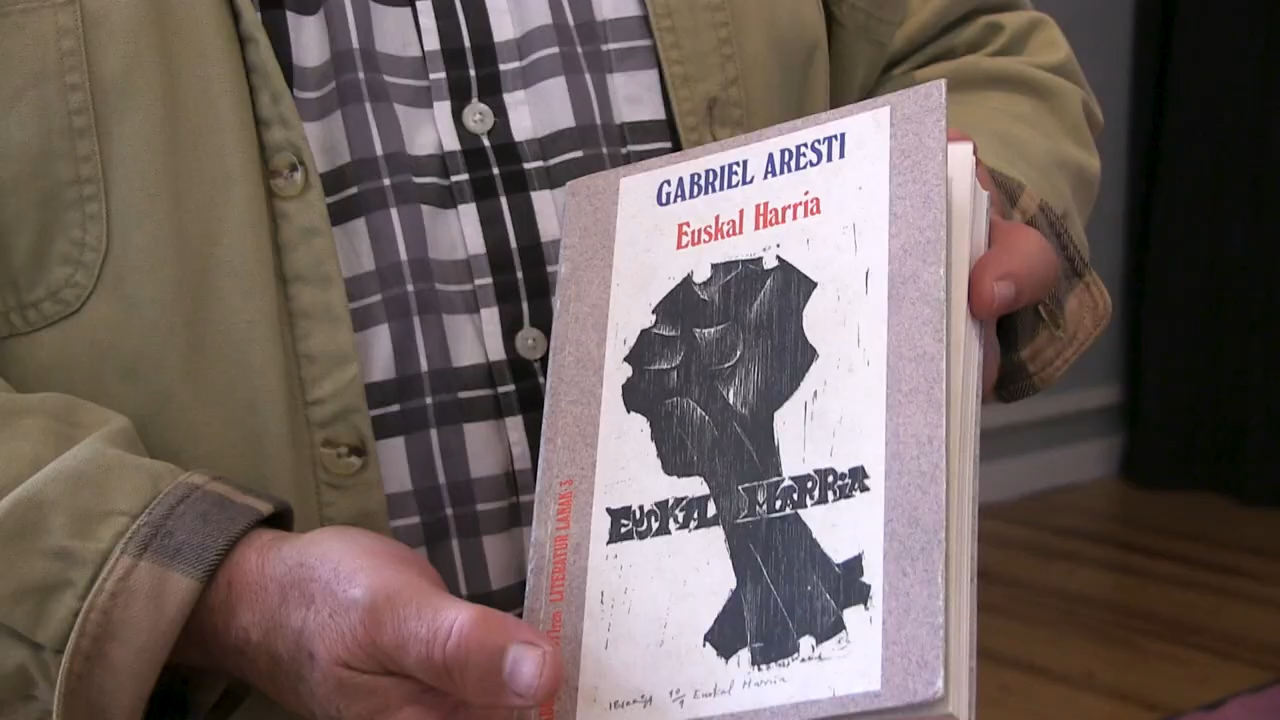 GABRIEL ARESTI
Euskal Harria
EUSKAL HARRIA
LITERATUR LANAK 3
Euskal Harria